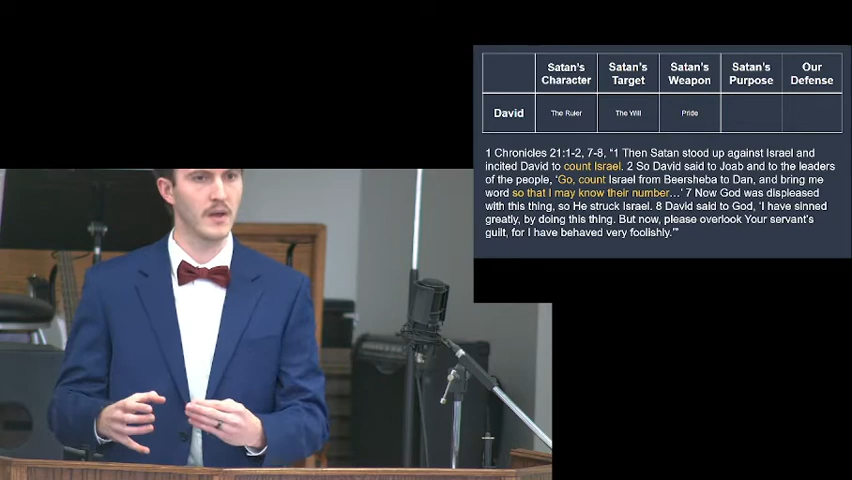 Satan's Character Satan's Target Satan's Weapon Satan's Purpose Our Defense
David The Ruler The Will Pride
1 Chronicles 21:1-2, 7-8, "1 Then Satan stood up against Israel and
incited David to count Israel. 2 So David said to Joab and to the leaders
of the people, 'Go, count Israel from Beersheba to Dan, and bring me
word so that I may know their number…' 7 Now God was displeased
with this thing, so He struck Israel. 8 David said to God, 'I have sinned
greatly, by doing this thing. But now, please overlook Your servant's
guilt, for I have behaved very foolishly.'"